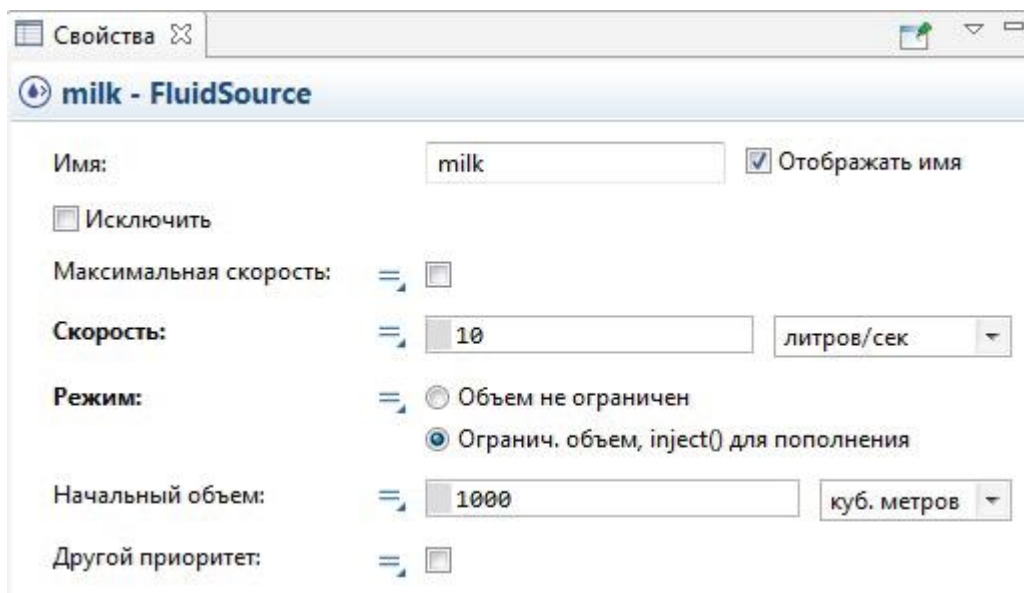 Свойства
milk - FluidSource
Имя: milk Отображать имя
Исключить
Максимальная скорость:
Скорость: 10 литров/сек
Режим: Объем не ограничен
Огранич. объем, inject() для пополнения
Начальный объем: 1000 куб. метров
Другой приоритет: